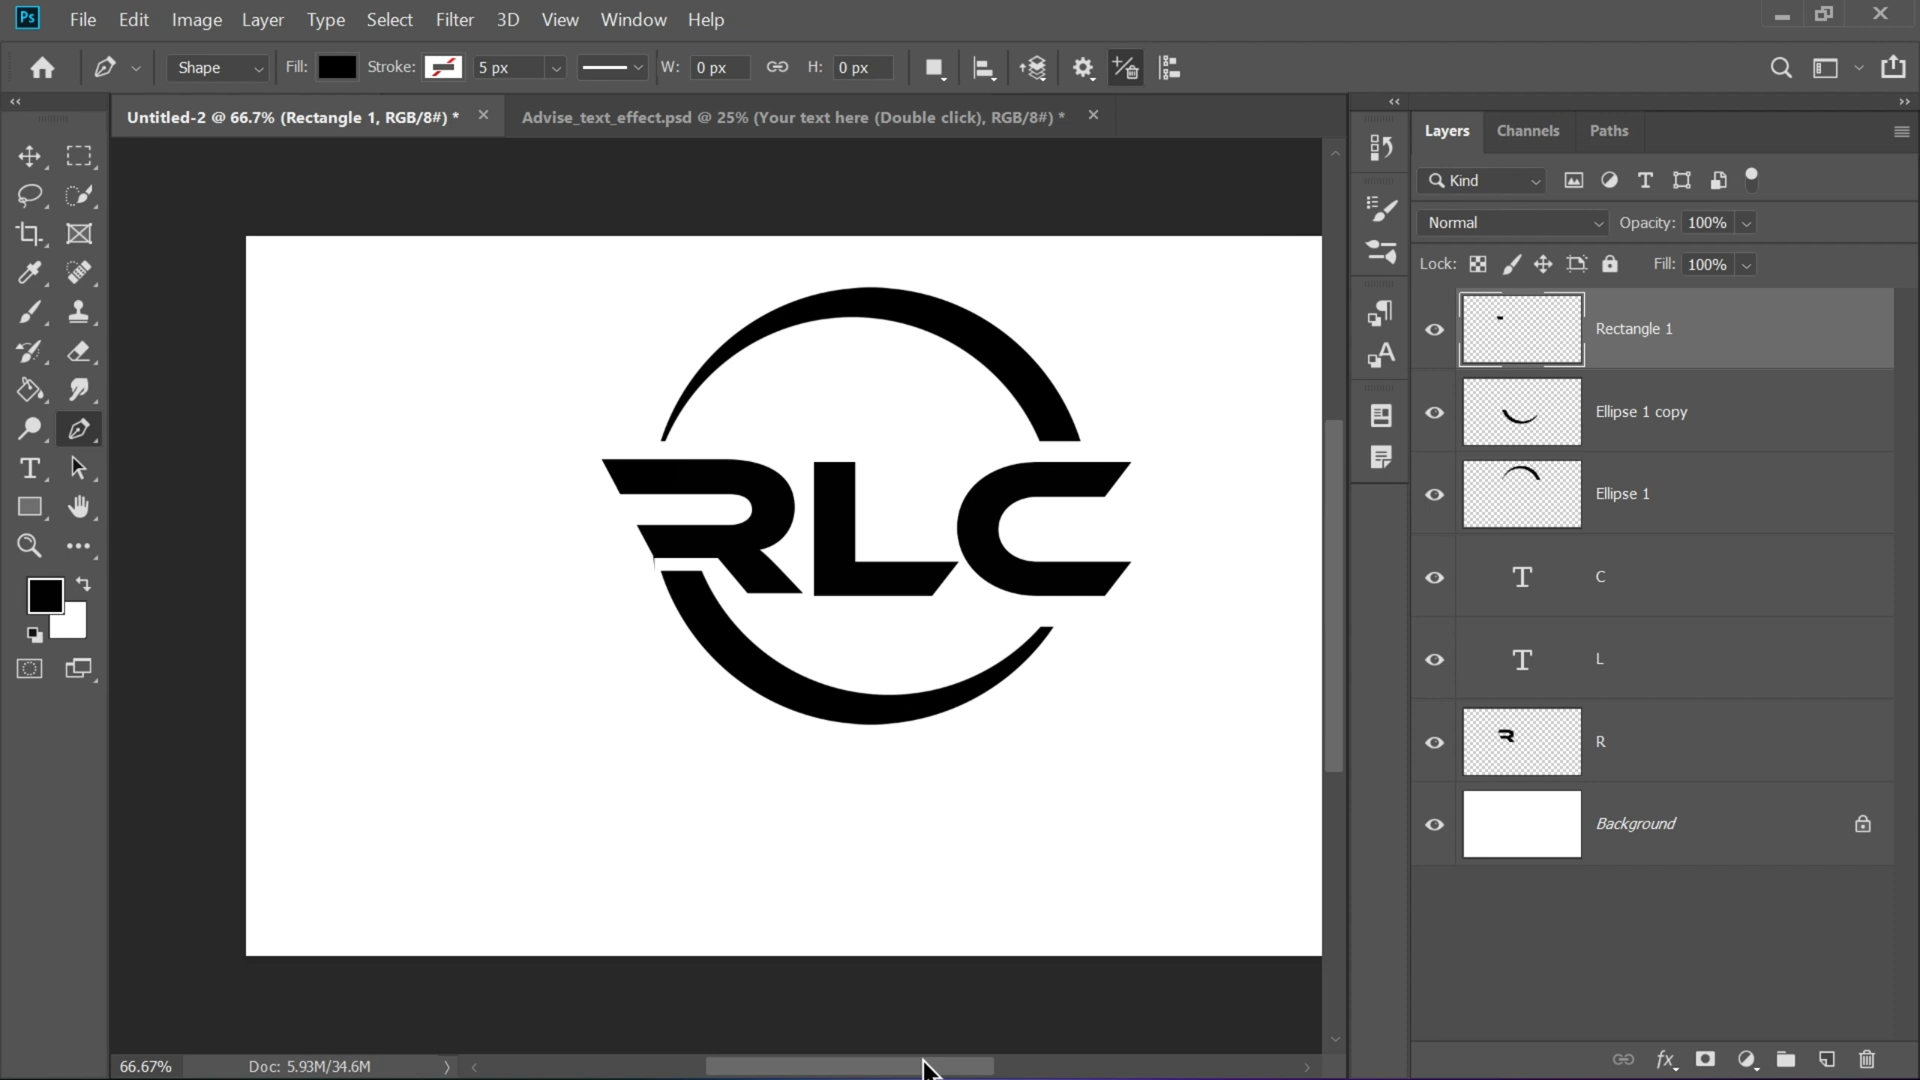 Ps File Edit Image Layer Type Select Filter 3D View Window Help
Shape Fill: Stroke: 5 px W: 0 px H: 0 px
Untitled-2 @ 66.7% (Rectangle 1, RGB/8#) * Advise_text_effect.psd @ 25% (Your text here (Double click), RGB/8#) *
Layers Channels Paths
Kind
Normal Opacity: 100%
Lock: Fill: 100%
Rectangle 1
Ellipse 1 copy
Ellipse 1
C
L
R
Background
RLC
66.67% Doc: 5.93M/34.6M